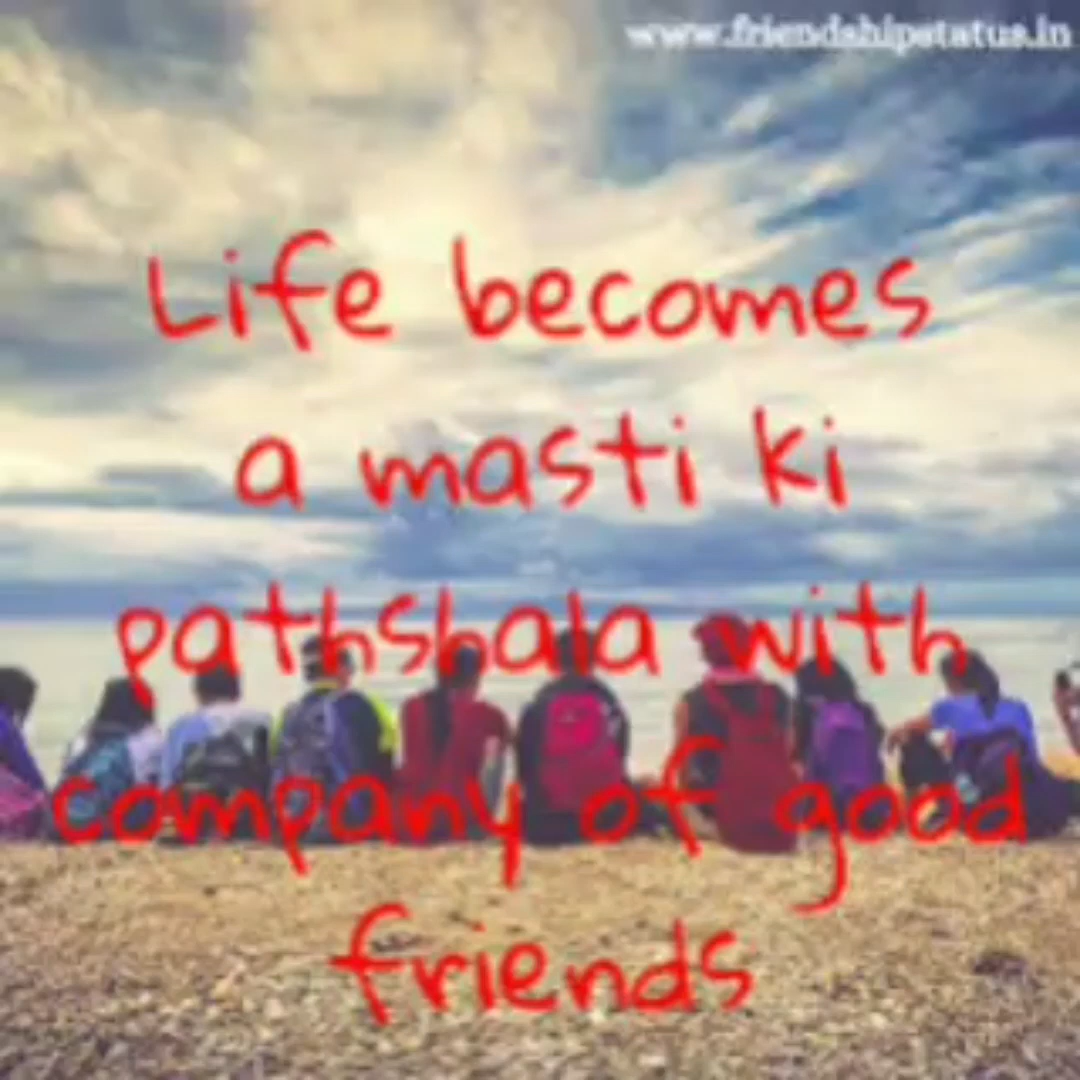 www.friendshipstatus.in
Life becomes
a masti ki
pathshala with
company of good
friends